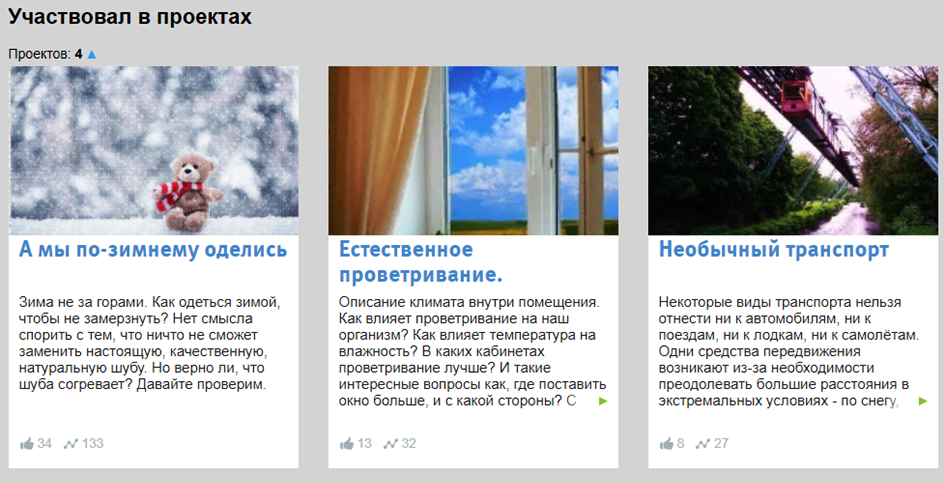 Участвовал в проектах
Проектов: 4
А мы по-зимнему оделись
Зима не за горами. Как одеться зимой,
чтобы не замерзнуть? Нет смысла
спорить с тем, что ничто не сможет
заменить настоящую, качественную,
натуральную шубу. Но верно ли, что
шуба согревает? Давайте проверим.
34 133
Естественное
проветривание.
Описание климата внутри помещения.
Как влияет проветривание на наш
организм? Как влияет температура на
влажность? В каких кабинетах
проветривание лучше? И такие
интересные вопросы как, где поставить
окно больше, и с какой стороны? С
13 32
Необычный транспорт
Некоторые виды транспорта нельзя
отнести ни к автомобилям, ни к
поездам, ни к лодкам, ни к самолётам.
Одни средства передвижения
возникают из-за необходимости
преодолевать большие расстояния в
экстремальных условиях - по снегу,
8 27